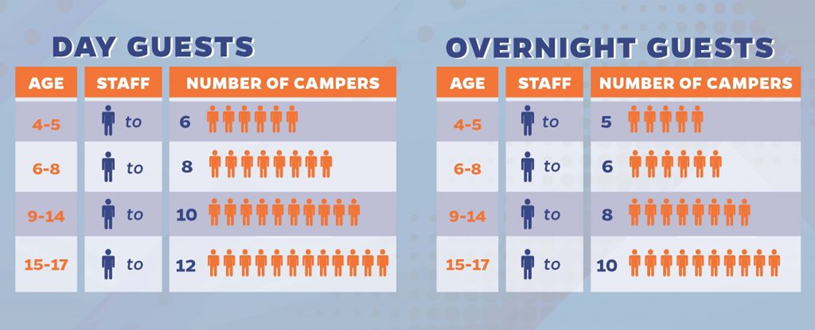 DAY GUESTS
AGE STAFF NUMBER OF CAMPERS
4-5 to 6
6-8 to 8
9-14 to 10
15-17 to 12
OVERNIGHT GUESTS
AGE STAFF NUMBER OF CAMPERS
4-5 to 5
6-8 to 6
9-14 to 8
15-17 to 10